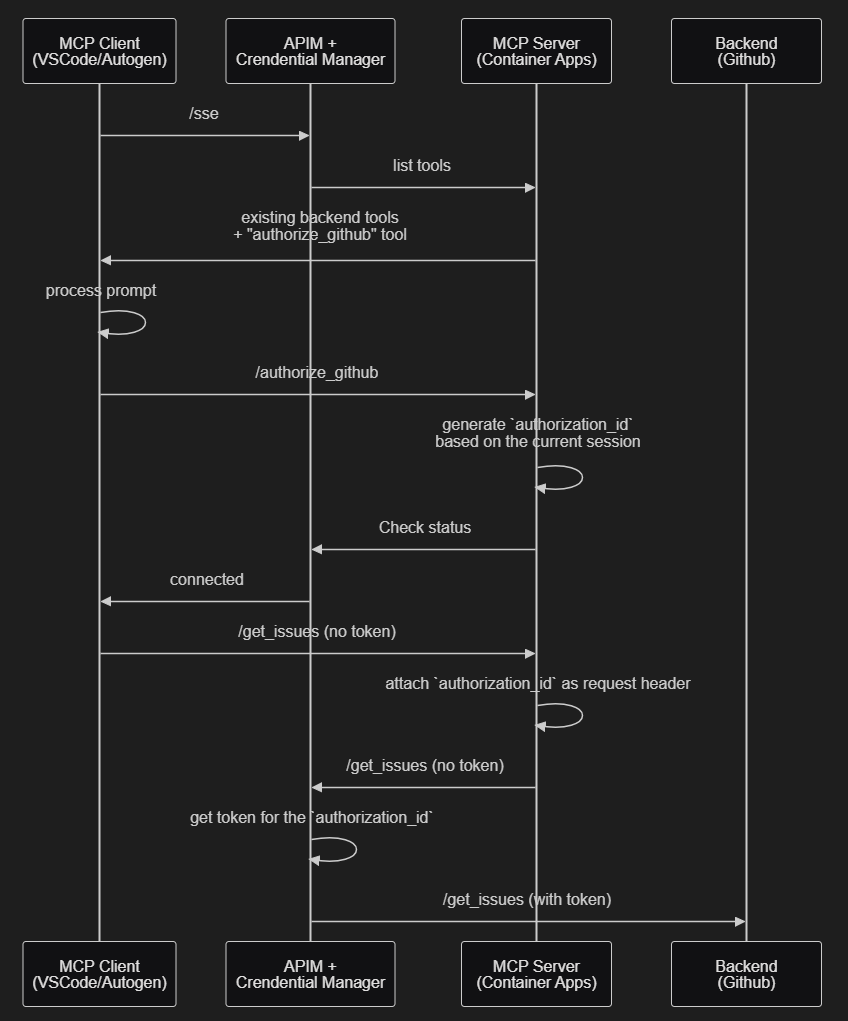 MCP Client
(VSCode/Autogen)
APIM +
Crendential Manager
MCP Server
(Container Apps)
Backend
(Github)
/sse
list tools
existing backend tools
+ "authorize_github" tool
process prompt
/authorize_github
generate `authorization_id`
based on the current session
Check status
connected
/get_issues (no token)
attach `authorization_id` as request header
/get_issues (no token)
get token for the `authorization_id`
/get_issues (with token)
MCP Client
(VSCode/Autogen)
APIM +
Crendential Manager
MCP Server
(Container Apps)
Backend
(Github)